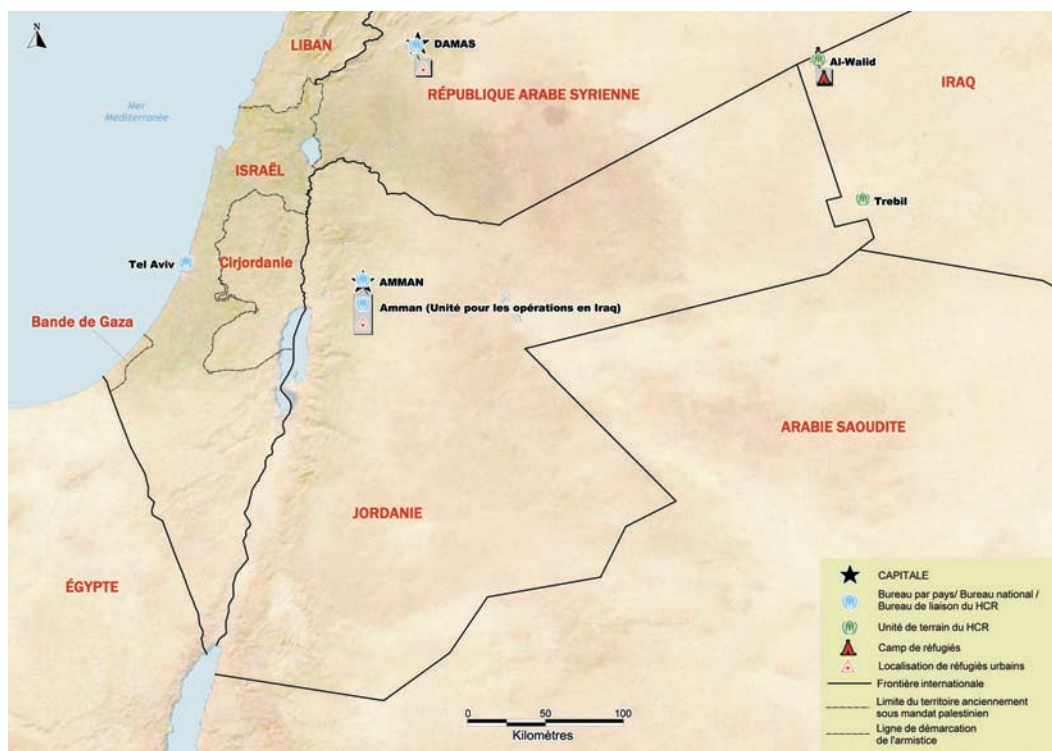 N
LIBAN
DAMAS
Al-Walid
IRAQ
RÉPUBLIQUE ARABE SYRIENNE
Mer
Méditerranée
ISRAËL
Trebil
Tel Aviv
Cirjordanie
AMMAN
Amman (Unité pour les opérations en Iraq)
Bande de Gaza
ARABIE SAOUDITE
JORDANIE
ÉGYPTE
CAPITALE
Bureau par pays/ Bureau national /
Bureau de liaison du HCR
Unité de terrain du HCR
Camp de réfugiés
Localisation de réfugiés urbains
Frontière internationale
Limite du territoire anciennement
sous mandat palestinien
Ligne de démarcation
de l'armistice
0 50 100
Kilomètres